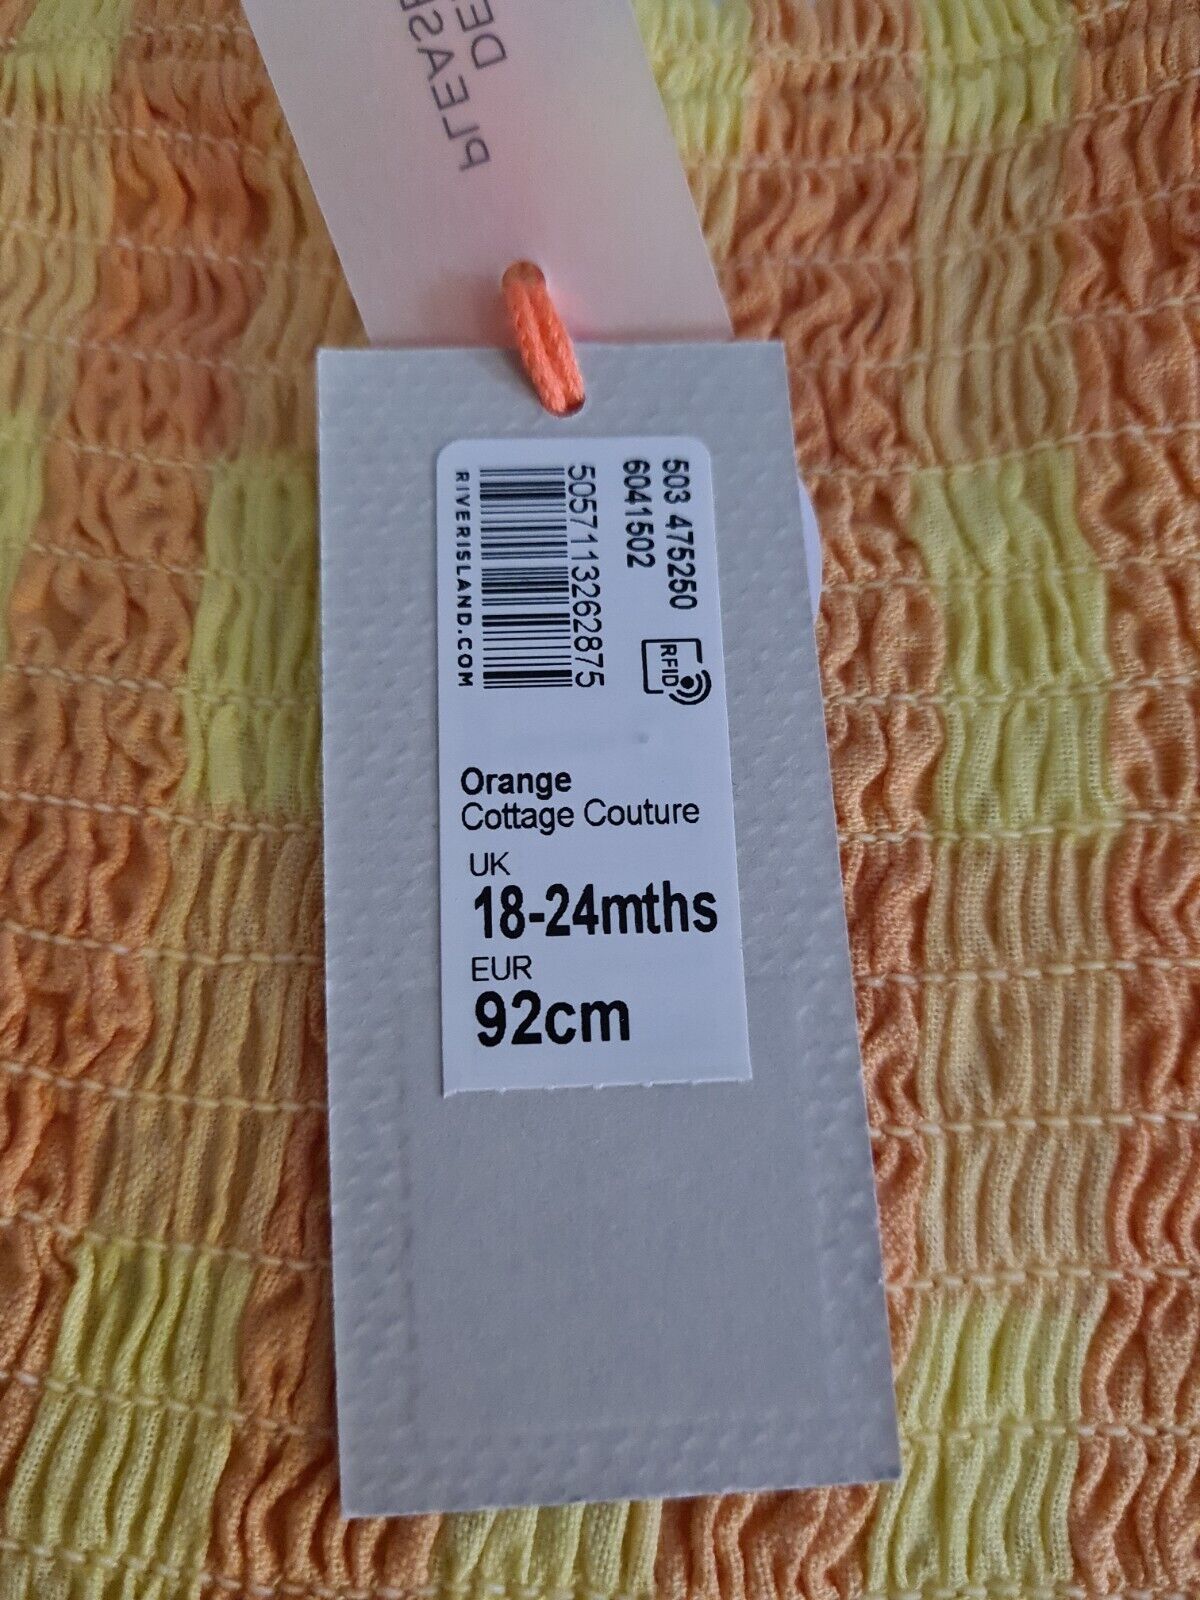 PLEASE
DE
503 475250
6041502
RFID
5057113262875
RIVERISLAND.COM
Orange
Cottage Couture
UK
18-24mths
EUR
92cm